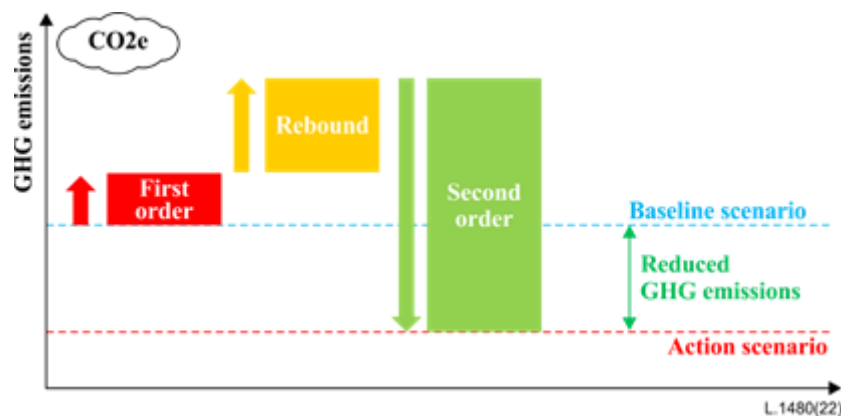 CO2e
GHG emissions
Rebound
First
order
Second
order
Baseline scenario
Reduced
GHG emissions
Action scenario
L.1480(22)